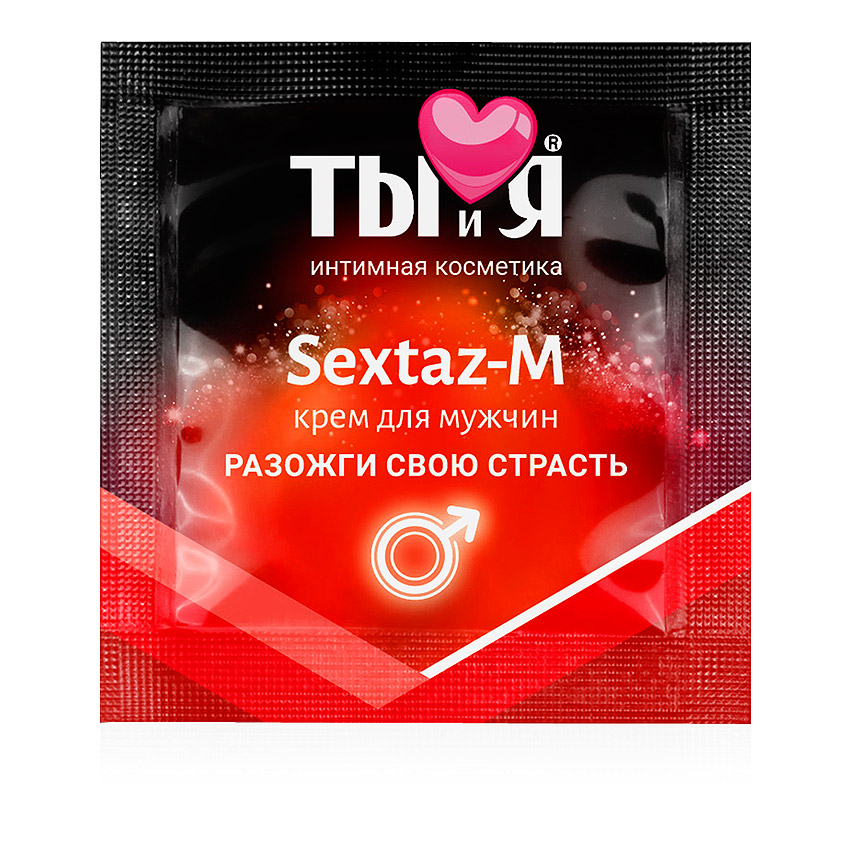 ТЫ и Я®
интимная косметика
Sextaz-M
крем для мужчин
РАЗОЖГИ СВОЮ СТРАСТЬ